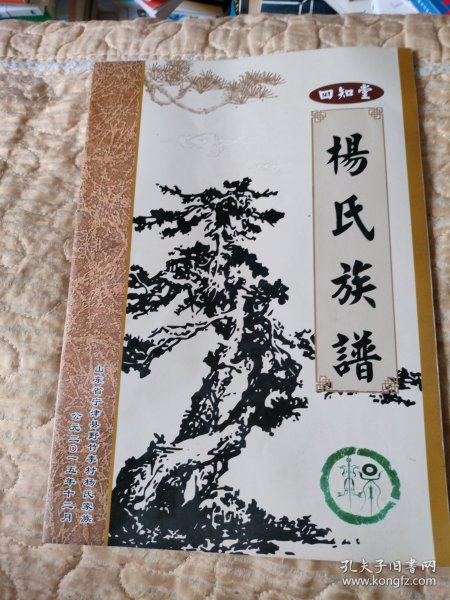 四知堂
楊氏族譜
山东省宁津县野竹李村杨氏家族
公元二〇一五年十二月
孔夫子旧书网
www.kongfz.com